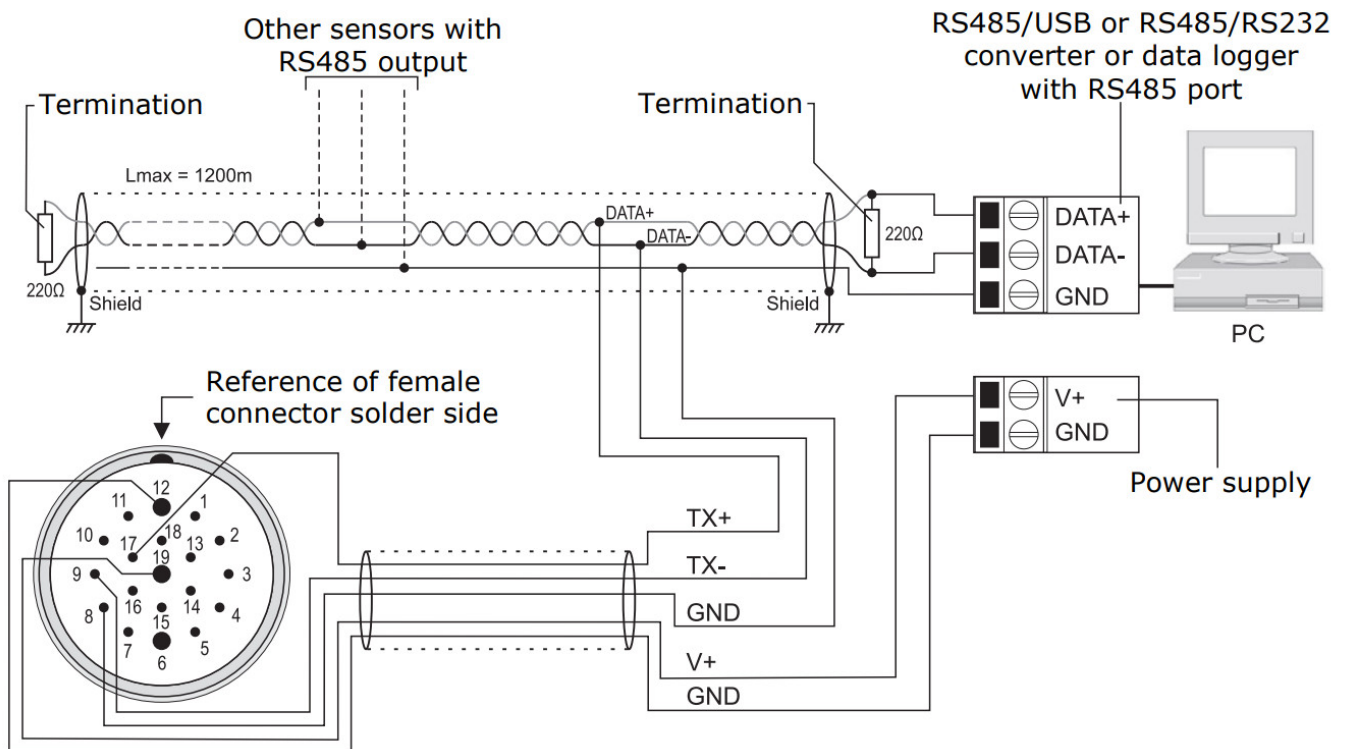 Other sensors with
RS485 output
RS485/USB or RS485/RS232
converter or data logger
with RS485 port
Termination
Termination
Lmax = 1200m
DATA+
DATA-
220Ω
220Ω
Shield
Shield
DATA+
DATA-
GND
PC
Reference of female
connector solder side
V+
GND
Power supply
12
11
1
10
17
18
13
2
9
19
3
8
16
15
14
4
7
6
5
TX+
TX-
GND
V+
GND